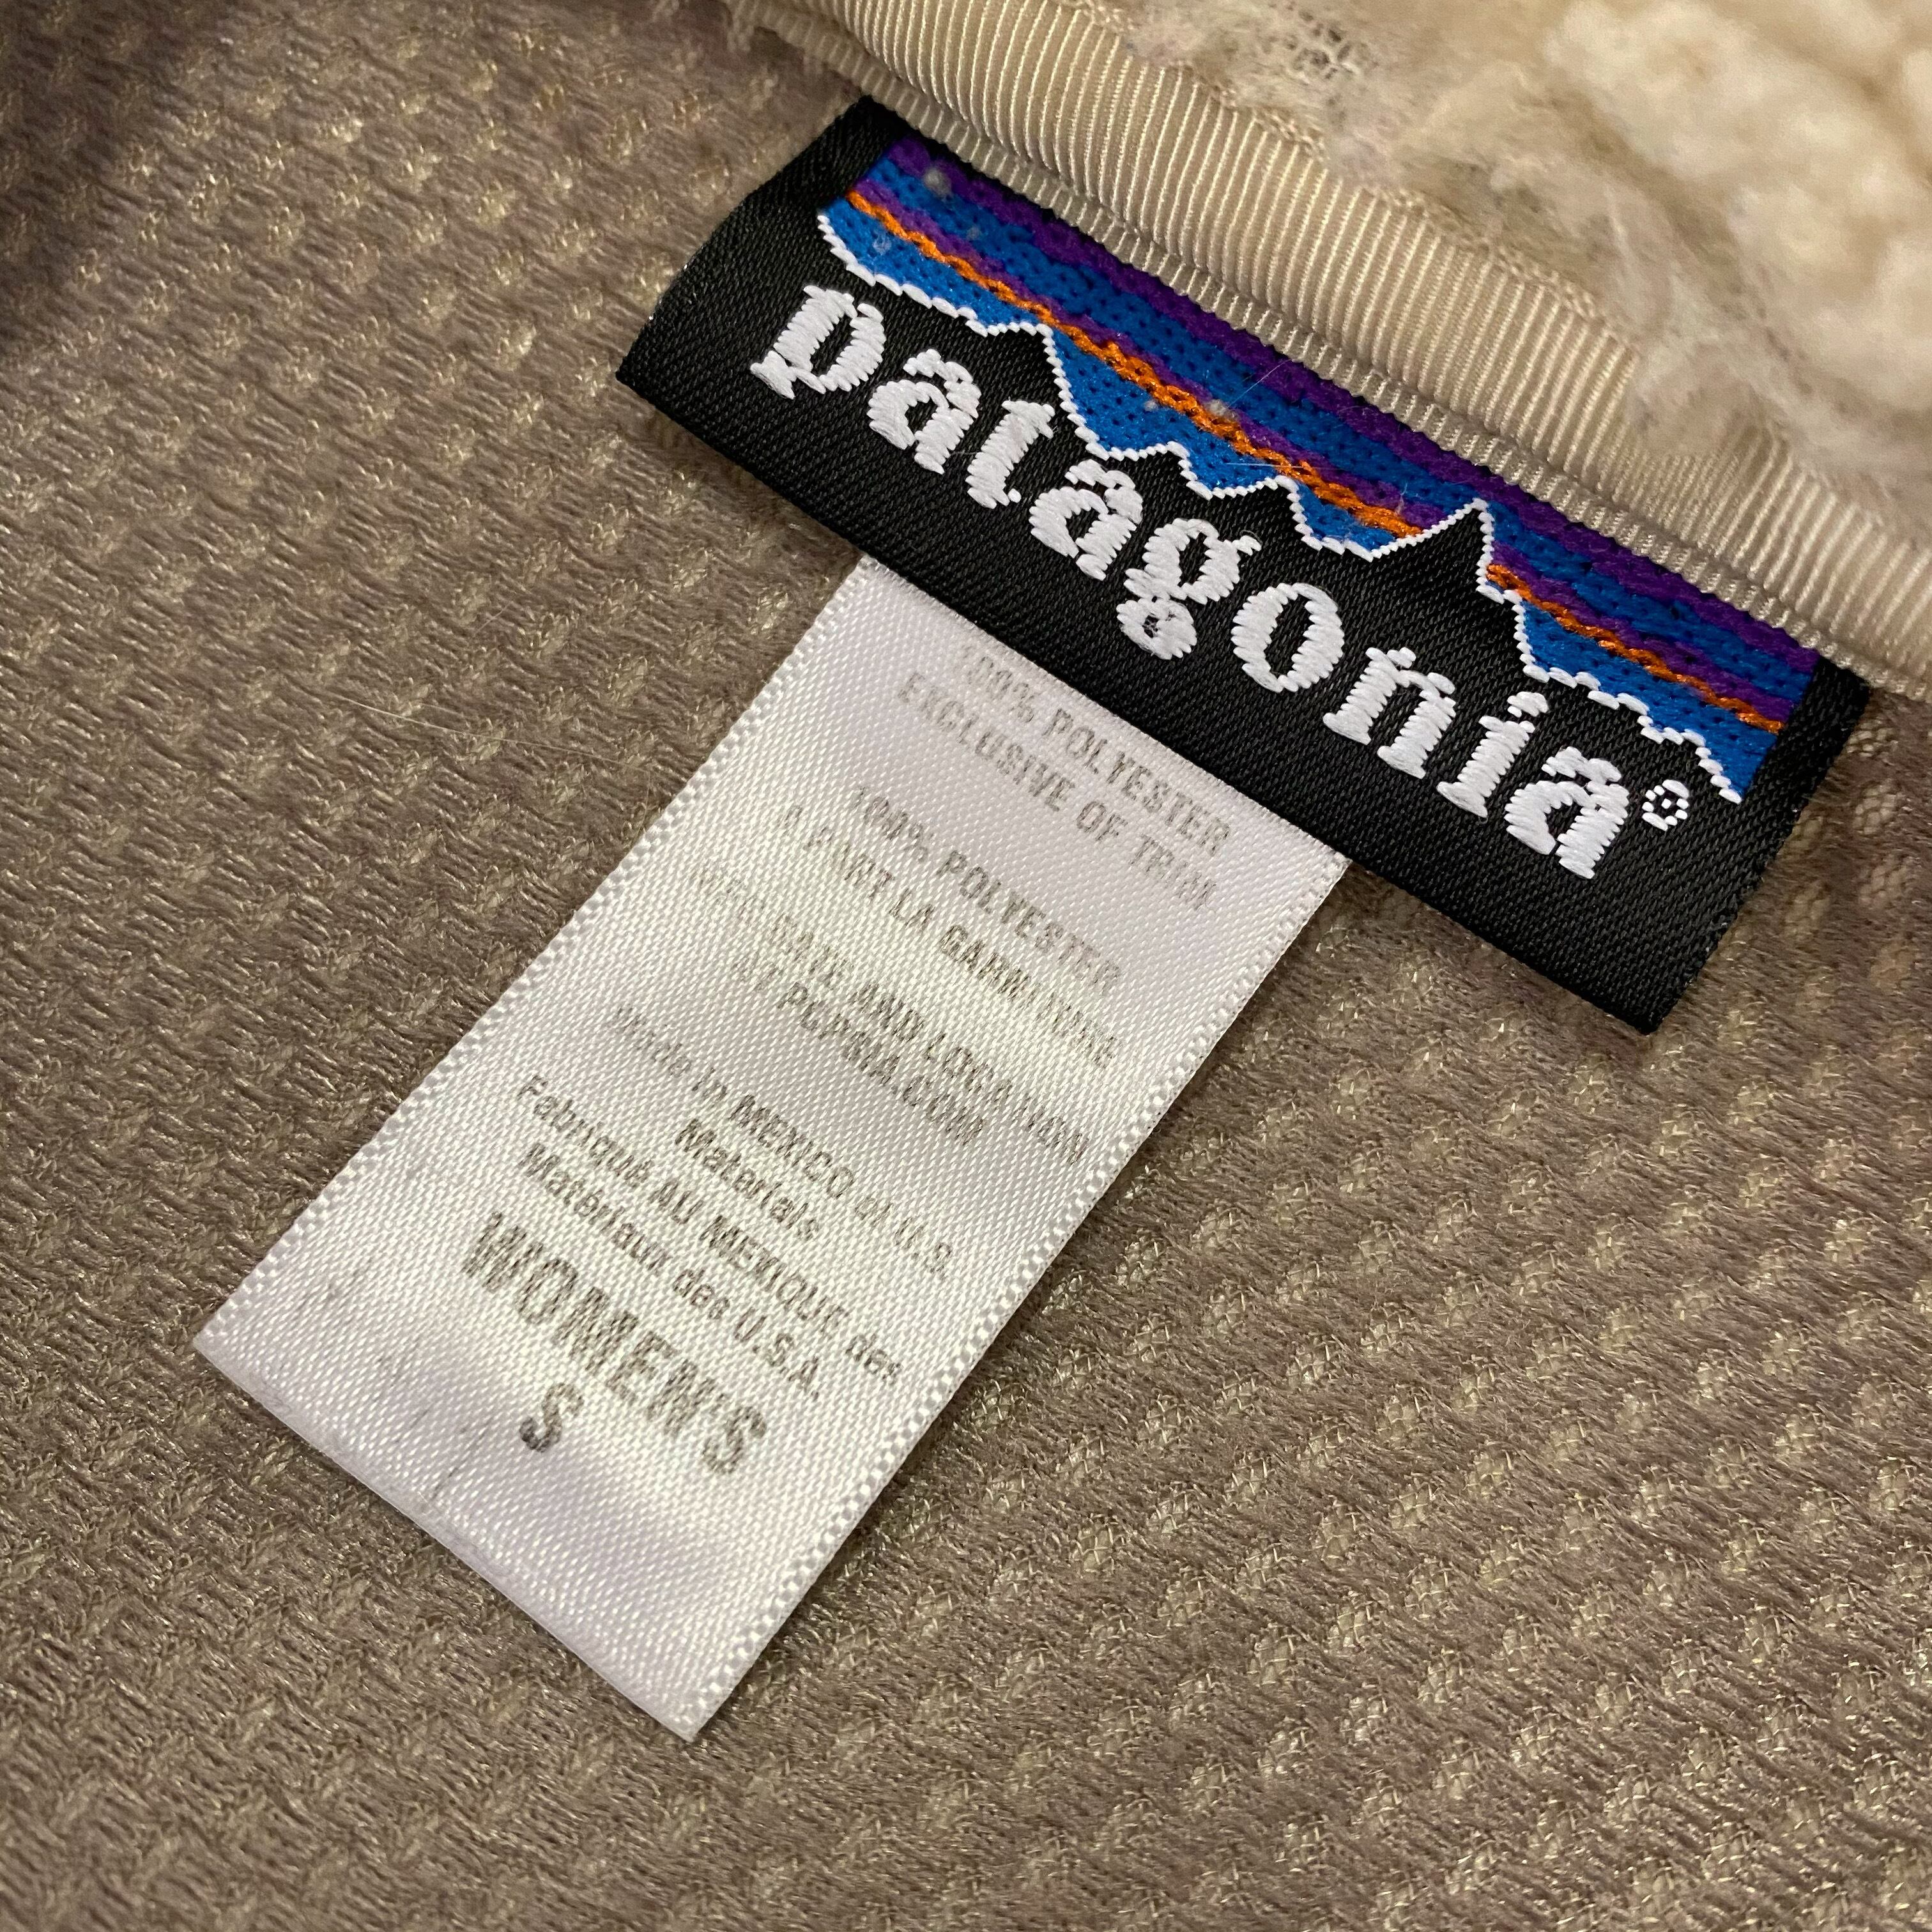 patagonia®
100% POLYESTER
EXCLUSIVE OF TRIM
100% POLYESTER
À PART LA GARNITURE
Made in MEXICO of U.S.
Materials
Fabriqué AU MEXIQUE des
Materiaux des U.S.A.
WOMEN'S
S